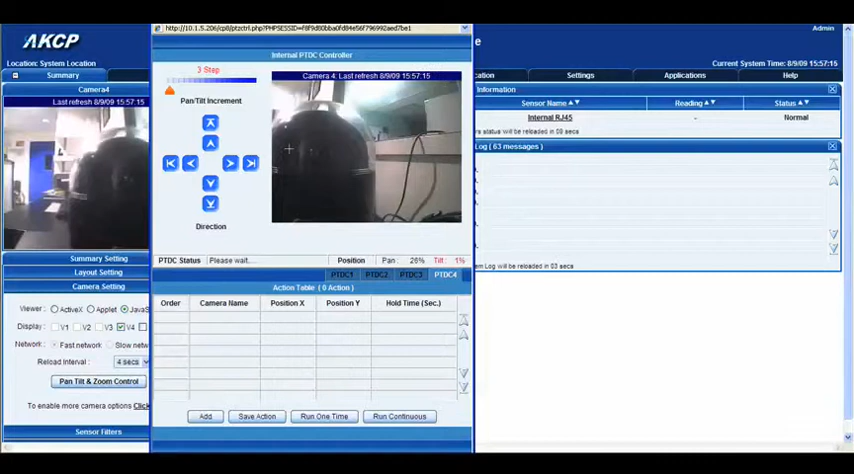 http://10.1.5.206/cp8/ptzctrl.php?PHPSESSID=
Admin
AKCP
Location: System Location
Current System Time: 8/9/09 15:57:15
Summary
Settings
Applications
Help
Camera4
Last refresh 8/9/09 15:57:15
Internal PTDC Controller
3 Step
Pan/Tilt Increment
Camera 4: Last refresh 8/9/09 15:57:15
Direction
PTDC Status
Please wait...
Position
Pan : 26%
Tilt : 1%
PTDC1
PTDC2
PTDC3
PTDC4
Action Table ( 0 Action )
Order
Camera Name
Position X
Position Y
Hold Time (Sec.)
Add
Save Action
Run One Time
Run Continuous
Information
Sensor Name
Reading
Status
Internal RJ45
-
Normal
s status will be reloaded in 09 secs
Log ( 63 messages )
em Log will be reloaded in 03 secs
Summary Setting
Layout Setting
Camera Setting
Viewer :
ActiveX
Applet
JavaS
Display :
V1
V2
V3
V4
Network :
Fast network
Slow netw
Reload Interval :
4 secs
Pan Tilt & Zoom Control
To enable more camera options Click
Sensor Filters